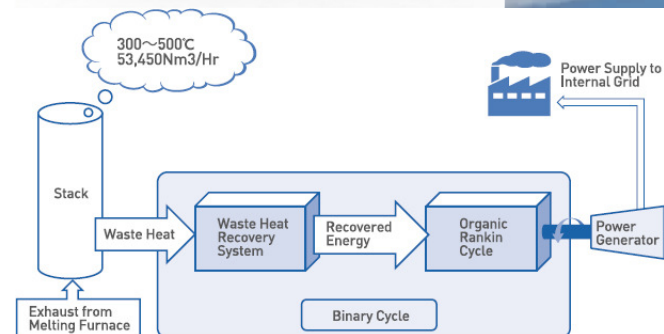 300～500℃
53,450Nm3/Hr
Power Supply to
Internal Grid
Stack
Waste Heat
Waste Heat
Recovery
System
Recovered
Energy
Organic
Rankin
Cycle
Power
Generator
Exhaust from
Melting Furnace
Binary Cycle